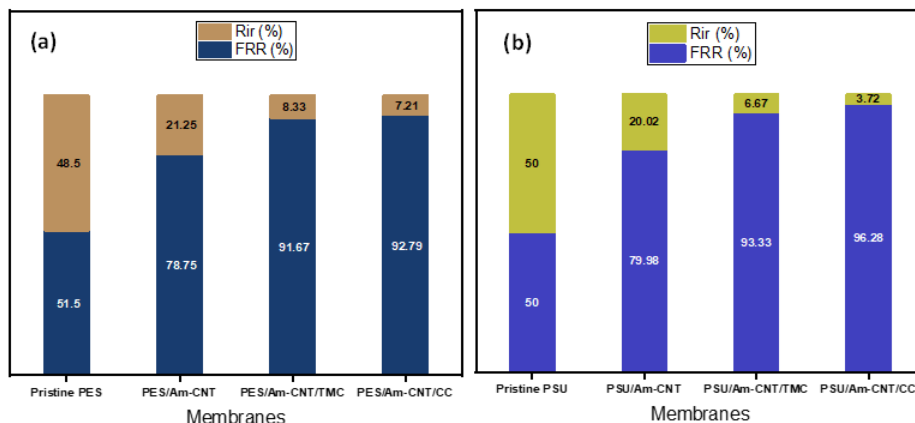 (a)
Rir (%)
FRR (%)
48.5
21.25
8.33
7.21
51.5
78.75
91.67
92.79
Pristine PES
PES/Am-CNT
PES/Am-CNT/TMC
PES/Am-CNT/CC
Membranes
(b)
Rir (%)
FRR (%)
50
20.02
6.67
3.72
50
79.98
93.33
96.28
Pristine PSU
PSU/Am-CNT
PSU/Am-CNT/TMC
PSU/Am-CNT/CC
Membranes